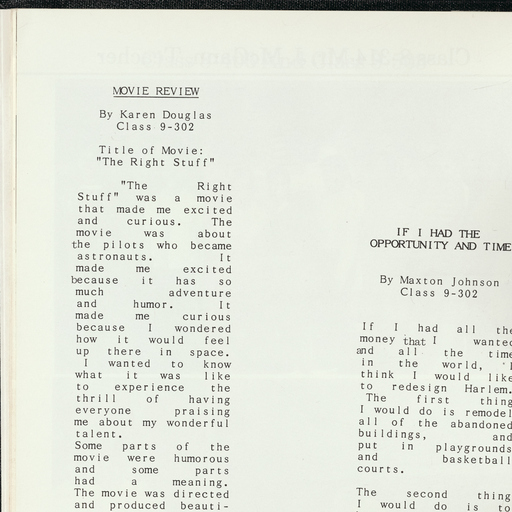 MOVIE REVIEW
By Karen Douglas
Class 9-302
Title of Movie:
"The Right Stuff"
"The Right
Stuff" was a movie
that made me excited
and curious. The
movie was about
the pilots who became
astronauts. It
made me excited
because it has so
much adventure
and humor. It
made me curious
because I wondered
how it would feel
up there in space.
I wanted to know
what it was like
to experience the
thrill of having
everyone praising
me about my wonderful
talent.
Some parts of the
movie were humorous
and some parts
had a meaning.
The movie was directed
and produced beauti-
IF I HAD THE
OPPORTUNITY AND TIME
By Maxton Johnson
Class 9-302
If I had all the
money that I wanted
and all the time
in the world, I
think I would like
to redesign Harlem.
The first thing
I would do is remodel
all of the abandoned
buildings, and
put in playgrounds
and basketball
courts.
The second thing
I would do is to